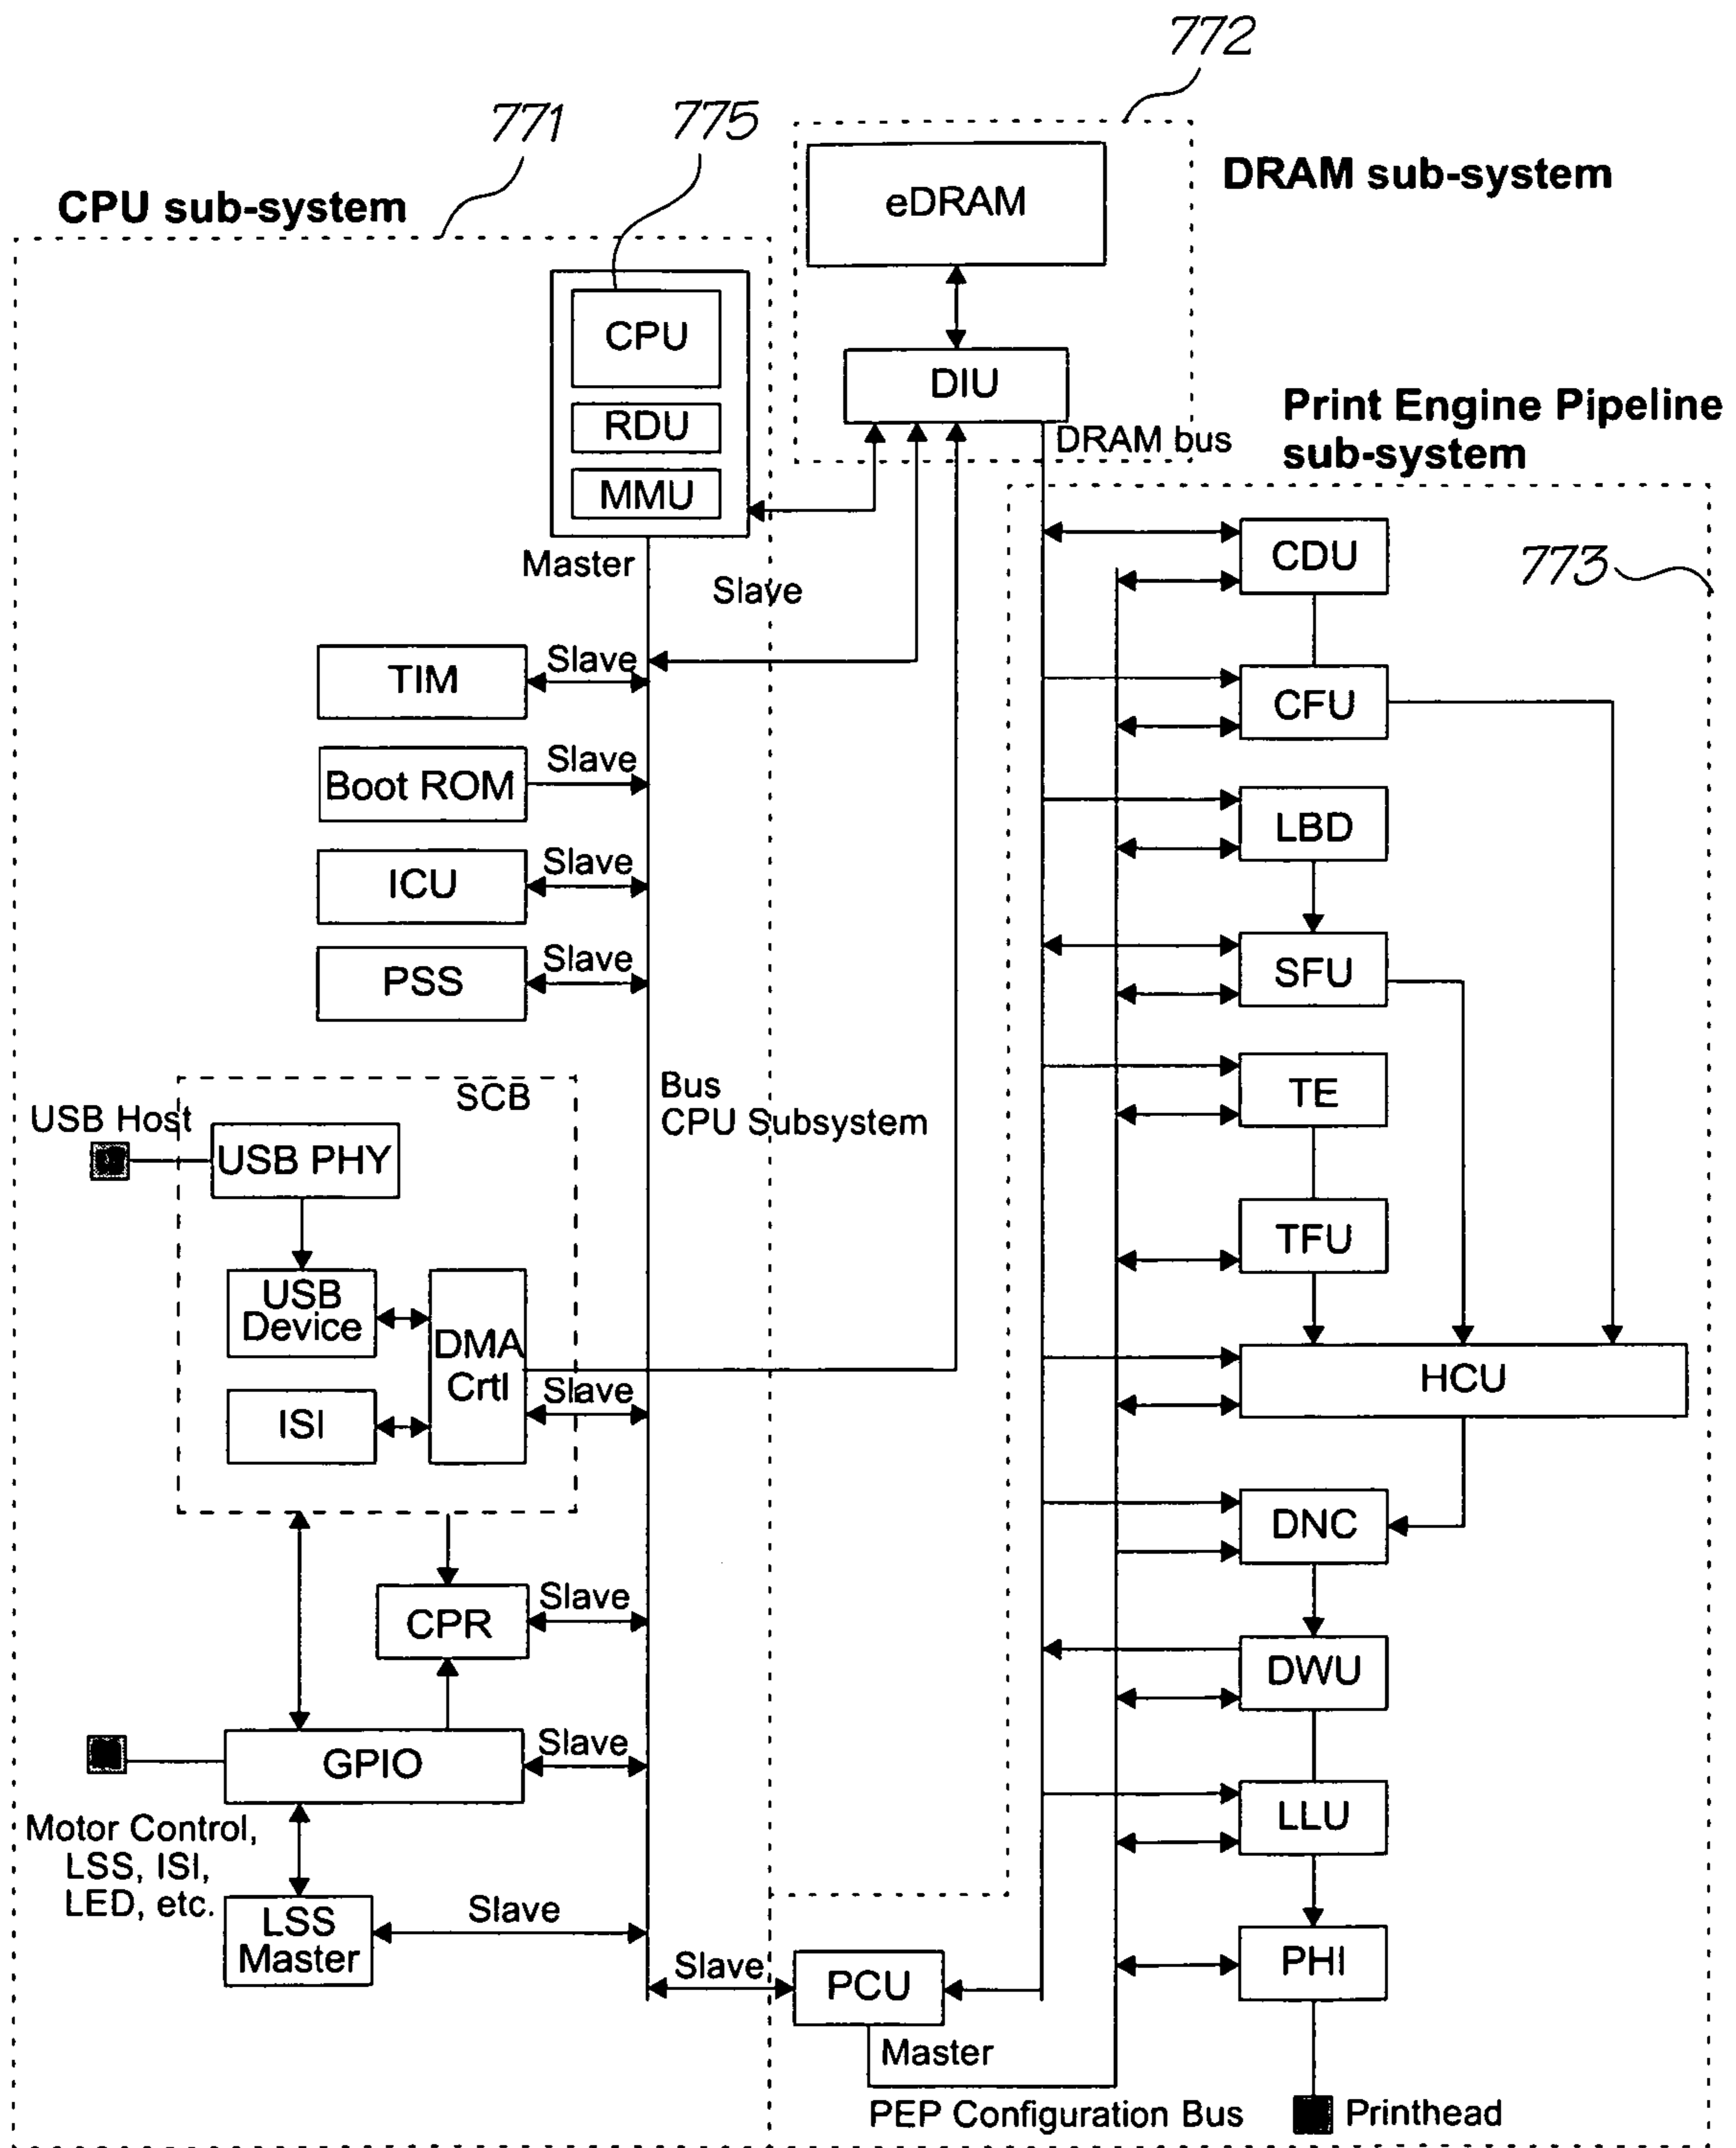 772
771
775
DRAM sub-system
CPU sub-system
eDRAM
CPU
DIU
RDU
Print Engine Pipeline
sub-system
DRAM bus
MMU
Master
Slave
CDU
773
TIM
Slave
CFU
Boot ROM
Slave
LBD
ICU
Slave
PSS
Slave
SFU
SCB
Bus
CPU Subsystem
TE
USB Host
USB PHY
TFU
USB
Device
DMA
Crtl
Slave
HCU
ISI
DNC
CPR
Slave
DWU
GPIO
Slave
LLU
Motor Control,
LSS, ISI,
LED, etc.
LSS
Master
Slave
Slave
PCU
PHI
Master
PEP Configuration Bus
Printhead